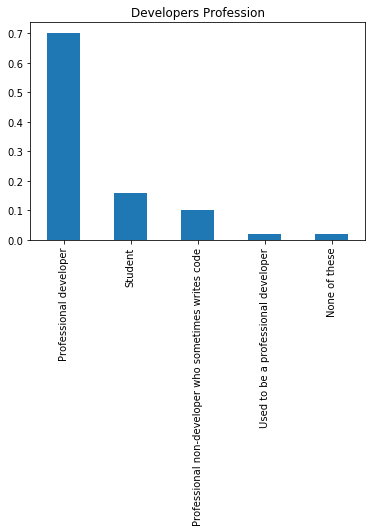 Developers Profession
0.7
0.6
0.5
0.4
0.3
0.2
0.1
0.0
Professional developer
Student
Professional non-developer who sometimes writes code
Used to be a professional developer
None of these